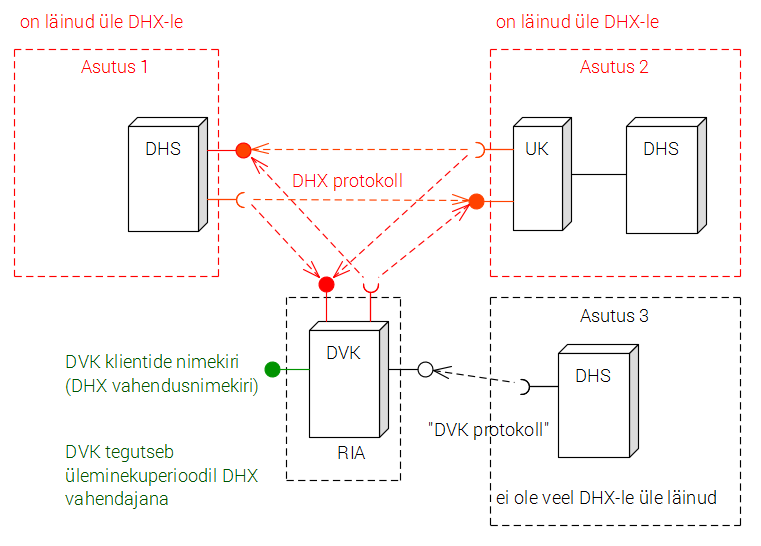 on läinud üle DHX-le
on läinud üle DHX-le
Asutus 1
Asutus 2
DHS
UK
DHS
DHX protokoll
Asutus 3
DVK
DVK klientide nimekiri
(DHX vahendusnimekiri)
DHS
"DVK protokoll"
DVK tegutseb
üleminekuperioodil DHX
vahendajana
RIA
ei ole veel DHX-le üle läinud